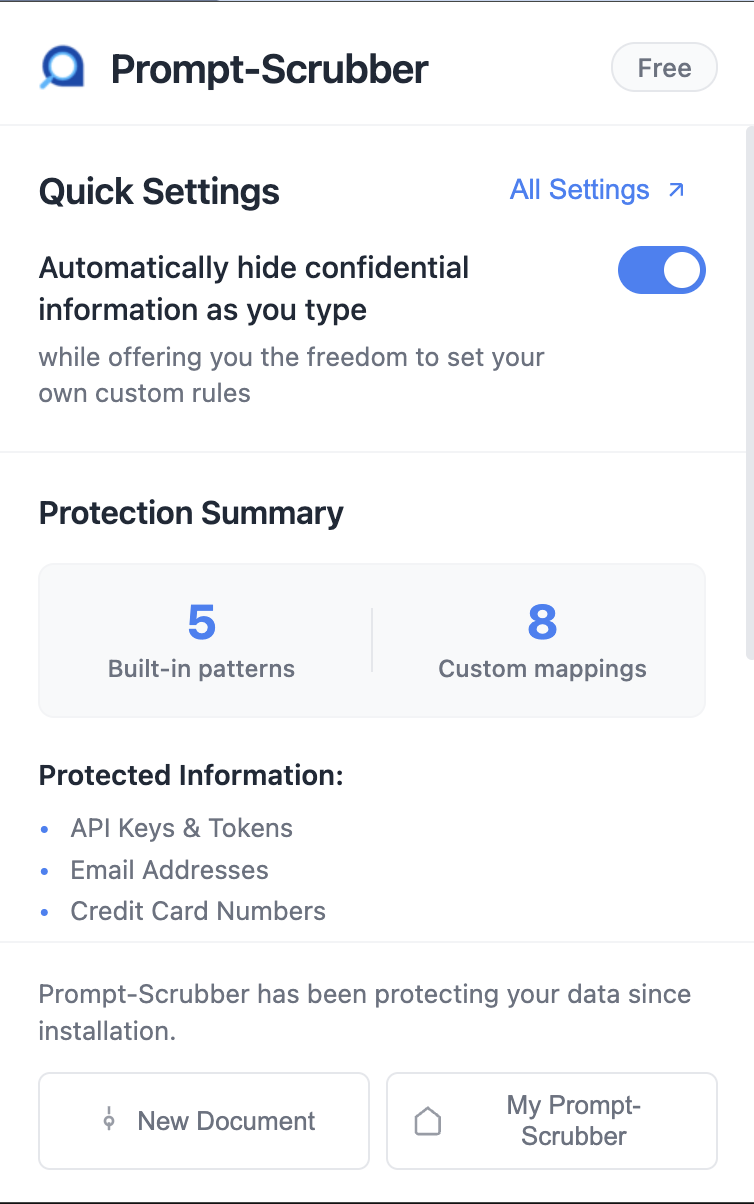 Prompt-Scrubber
Free
Quick Settings
All Settings ↗
Automatically hide confidential
information as you type
while offering you the freedom to set your
own custom rules
Protection Summary
5
Built-in patterns
8
Custom mappings
Protected Information:
• API Keys & Tokens
• Email Addresses
• Credit Card Numbers
Prompt-Scrubber has been protecting your data since
installation.
New Document
My Prompt-
Scrubber